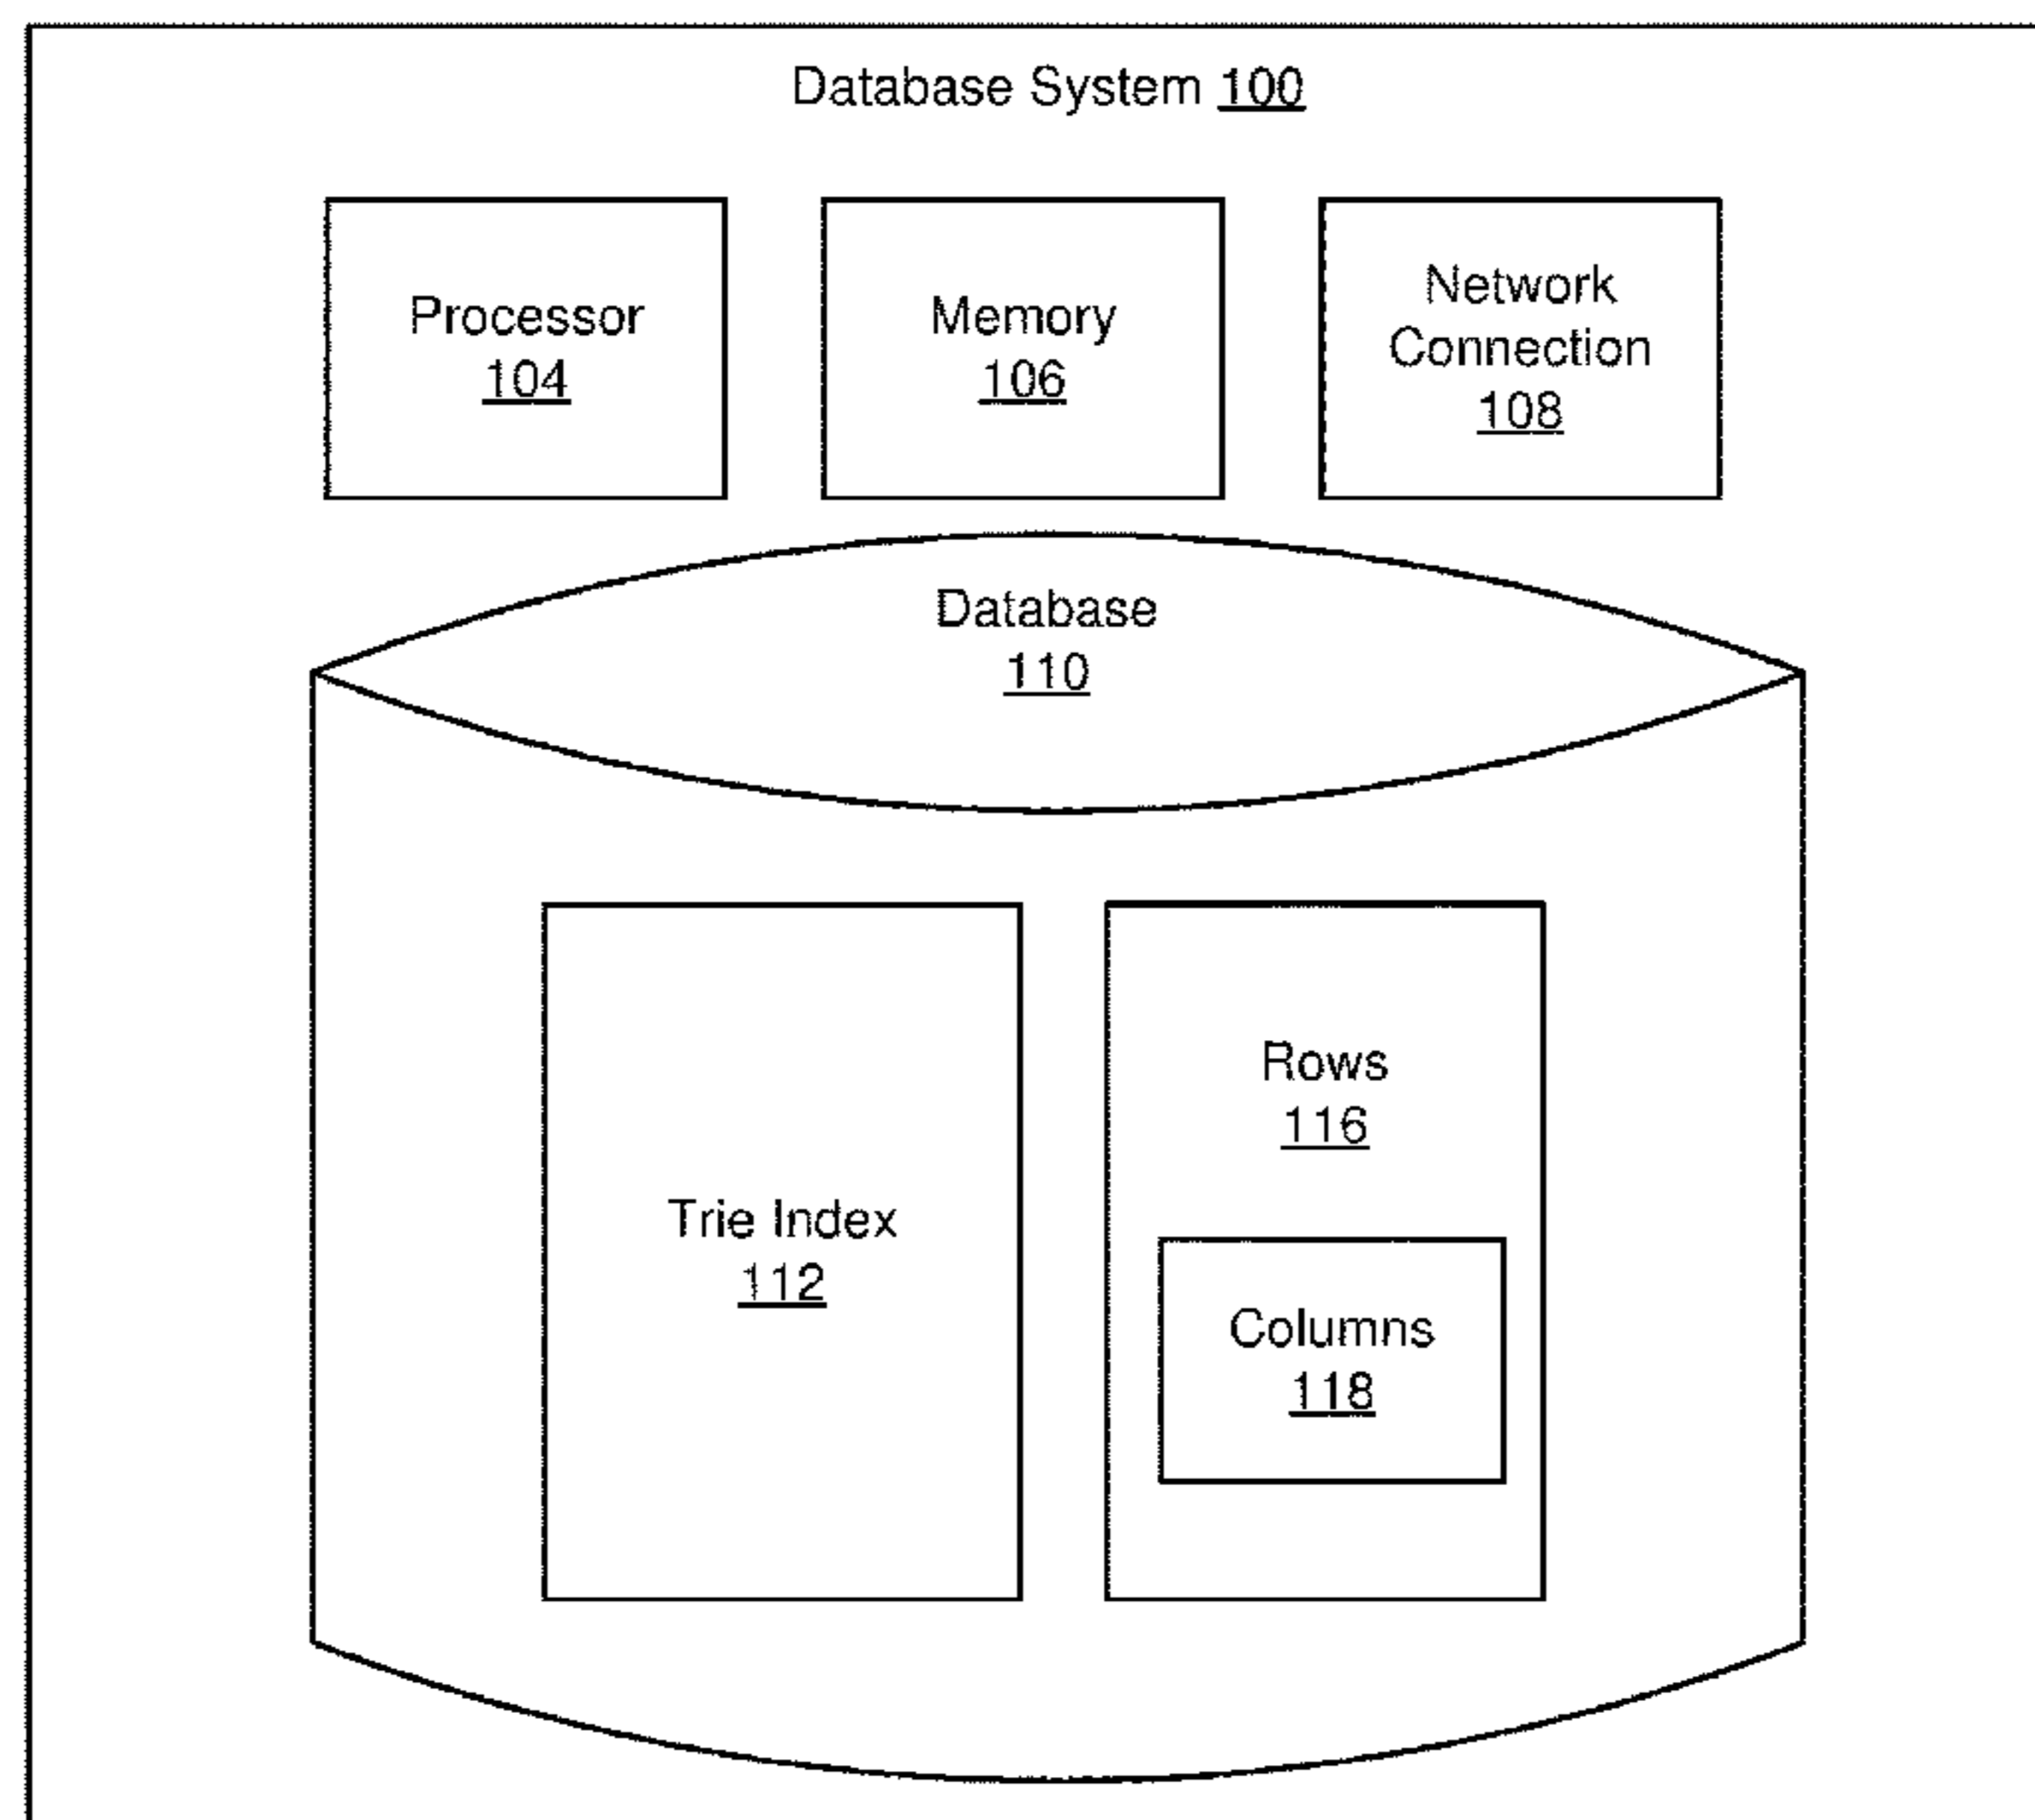 Database System 100
Processor
104
Memory
106
Network
Connection
108
Database
110
Trie Index
112
Rows
116
Columns
118